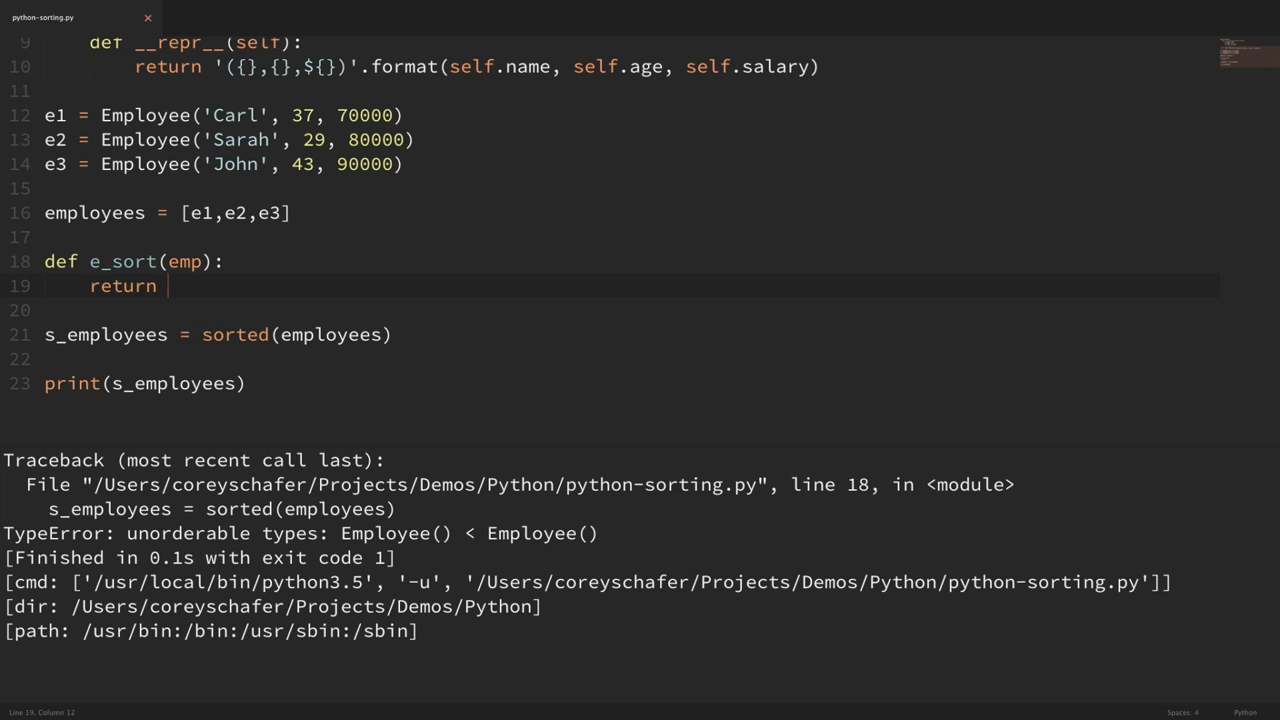 python-sorting.py ×
9     def __repr__(self):
10         return '({},{},${})'.format(self.name, self.age, self.salary)
11
12 e1 = Employee('Carl', 37, 70000)
13 e2 = Employee('Sarah', 29, 80000)
14 e3 = Employee('John', 43, 90000)
15
16 employees = [e1,e2,e3]
17
18 def e_sort(emp):
19     return
20
21 s_employees = sorted(employees)
22
23 print(s_employees)
Traceback (most recent call last):
  File "/Users/coreyschafer/Projects/Demos/Python/python-sorting.py", line 18, in <module>
    s_employees = sorted(employees)
TypeError: unorderable types: Employee() < Employee()
[Finished in 0.1s with exit code 1]
[cmd: ['/usr/local/bin/python3.5', '-u', '/Users/coreyschafer/Projects/Demos/Python/python-sorting.py']]
[dir: /Users/coreyschafer/Projects/Demos/Python]
[path: /usr/bin:/bin:/usr/sbin:/sbin]
Line 19, Column 12 Spaces: 4 Python